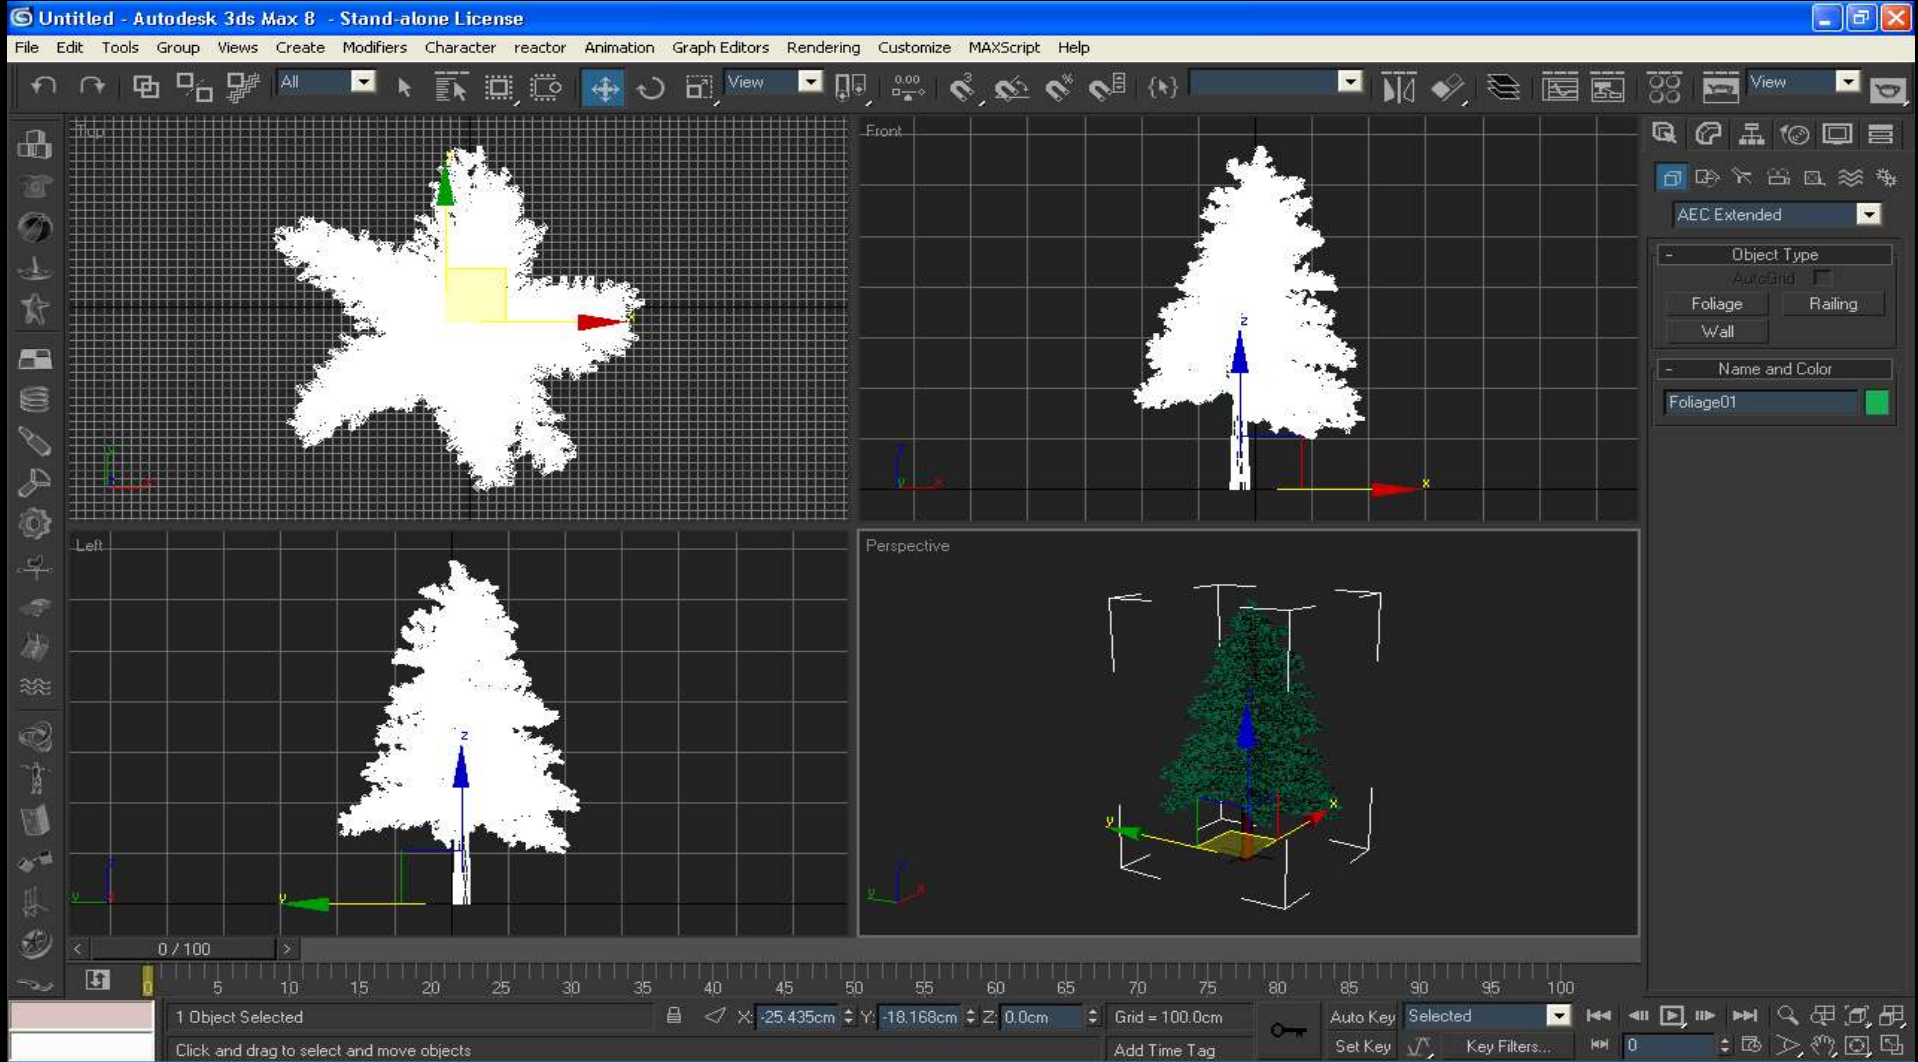 Untitled - Autodesk 3ds Max 8 - Stand-alone License
File Edit Tools Group Views Create Modifiers Character reactor Animation Graph Editors Rendering Customize MAXScript Help
All View 0.00 3 % View
Top
Front
AEC Extended
Object Type
AutoGrid
Foliage Railing
Wall
Name and Color
Foliage01
z
x
Left
Perspective
z
y
x
y
0 / 100
0 5 10 15 20 25 30 35 40 45 50 55 60 65 70 75 80 85 90 95 100
1 Object Selected X: -25.435cm Y: -18.168cm Z: 0.0cm Grid = 100.0cm Auto Key Selected
Click and drag to select and move objects Add Time Tag Set Key Key Filters... 0